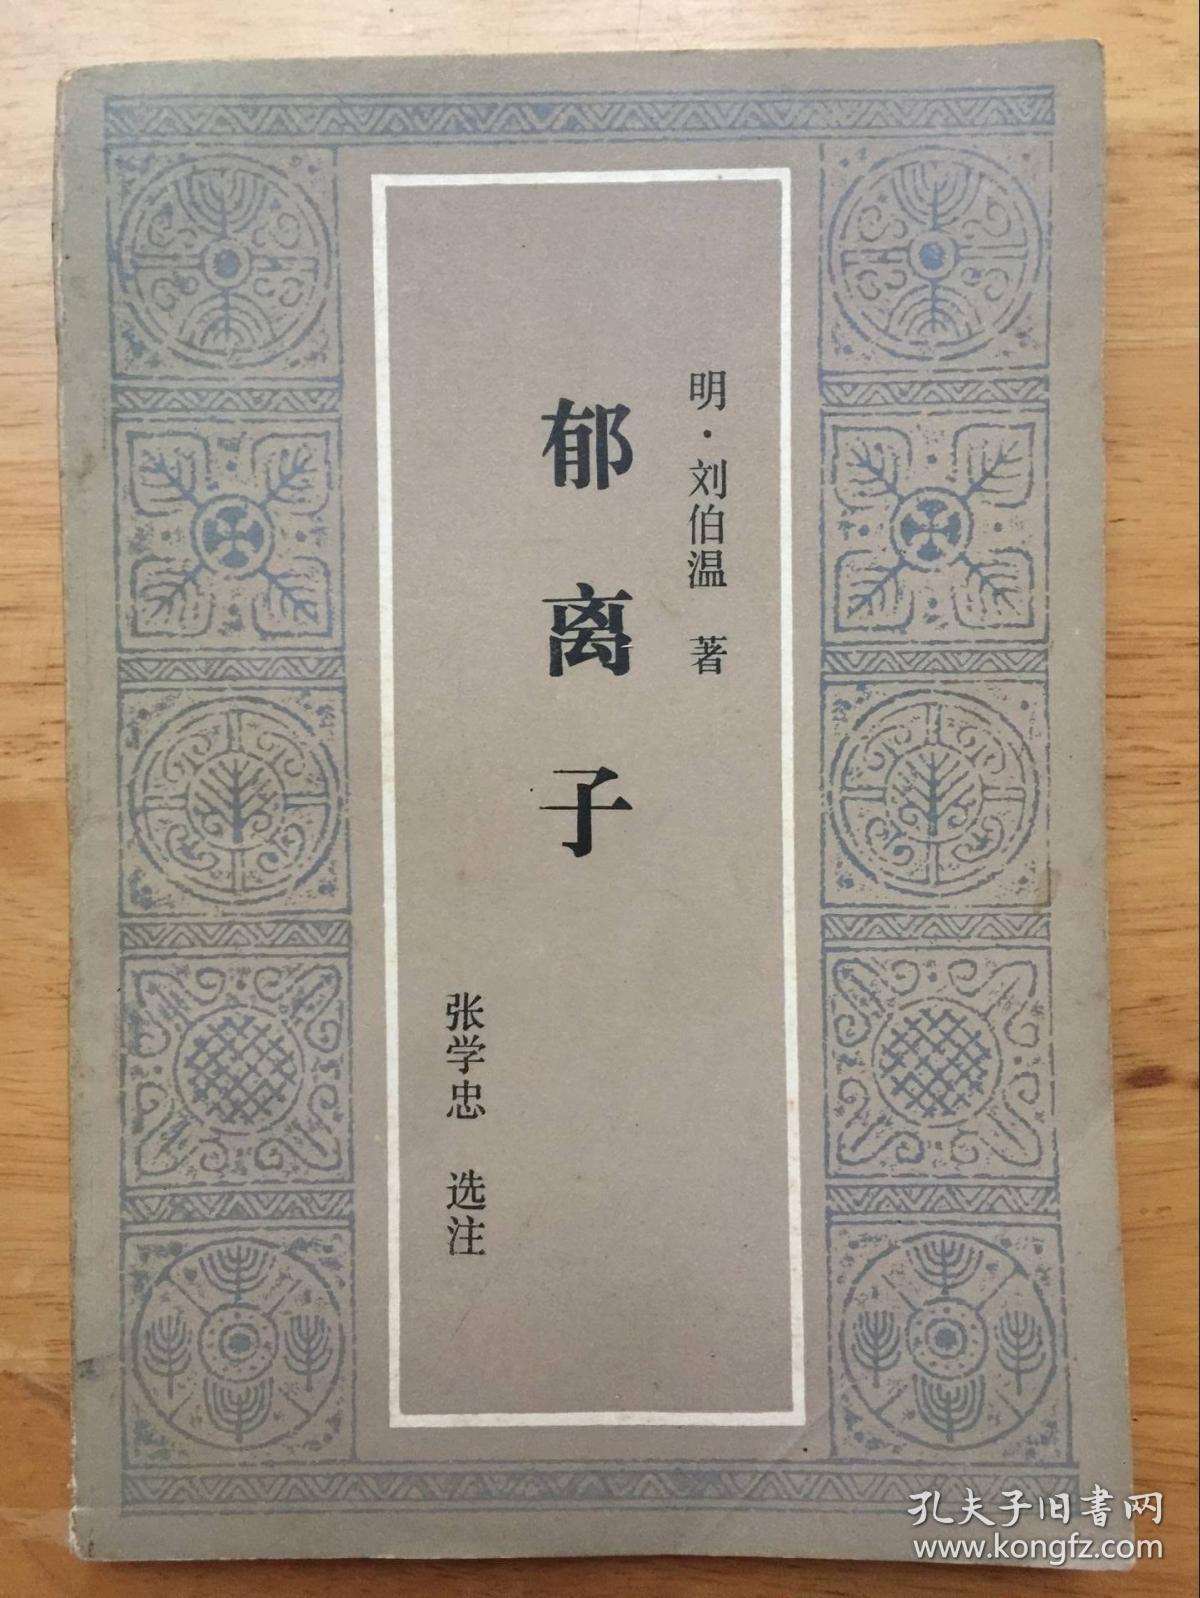 明·刘伯温 著
郁离子
张学忠 选注
孔夫子旧书网
www.kongfz.com